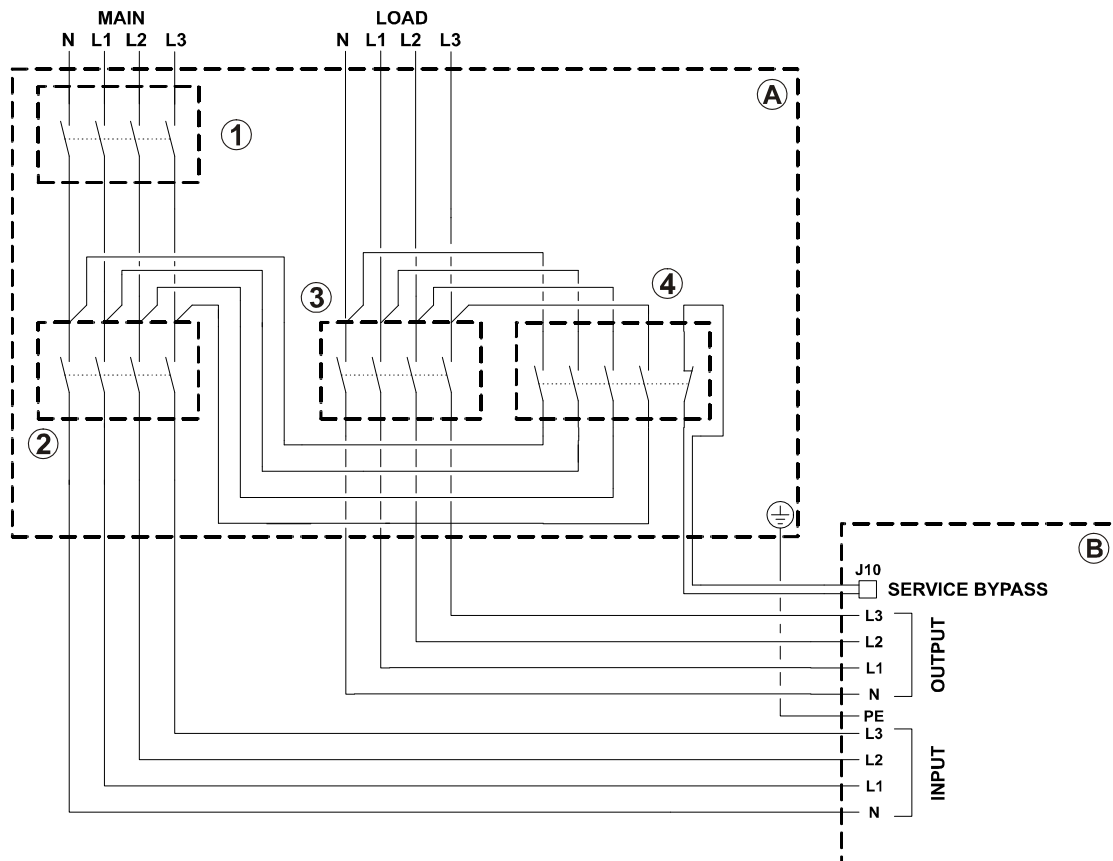 MAIN
LOAD
N L1 L2 L3
N L1 L2 L3
A
1
4
3
2
B
J10
SERVICE BYPASS
L3
L2
L1
N
OUTPUT
PE
L3
L2
L1
N
INPUT